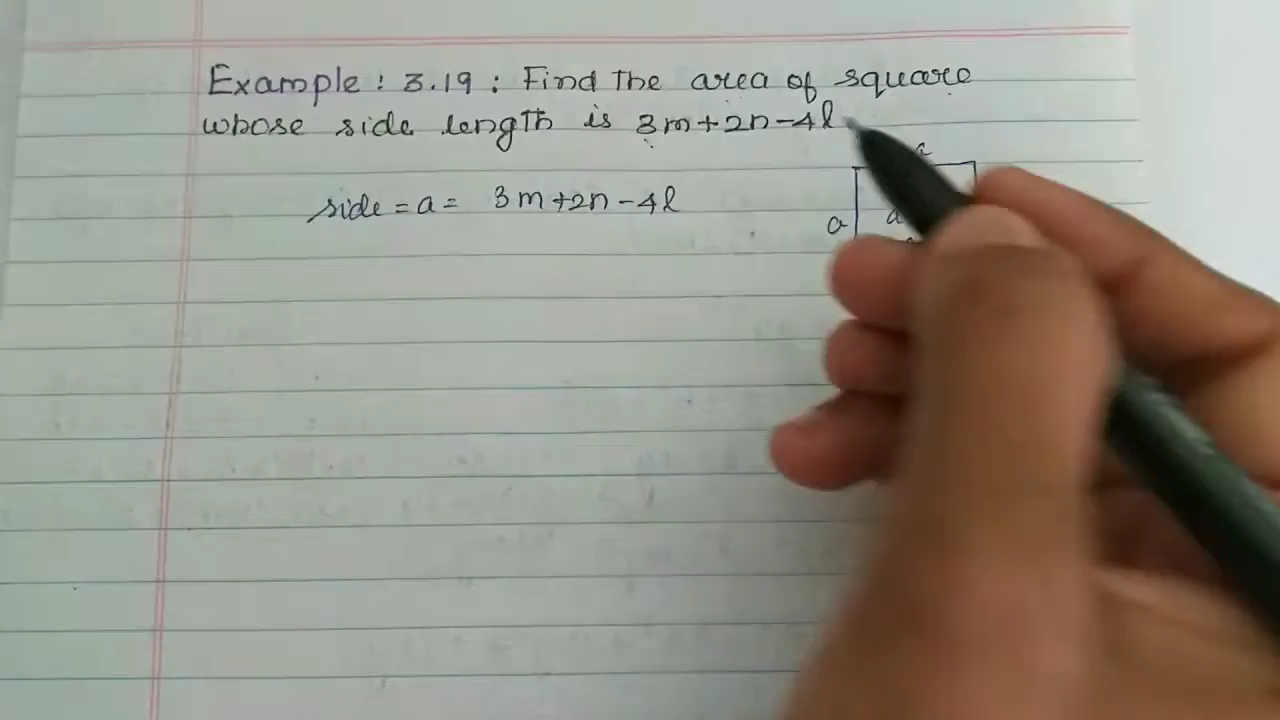 Example : 3.19 : Find The area of square
whose side length is 3m+2n-4l
a
side = a = 3m+2n-4l
a